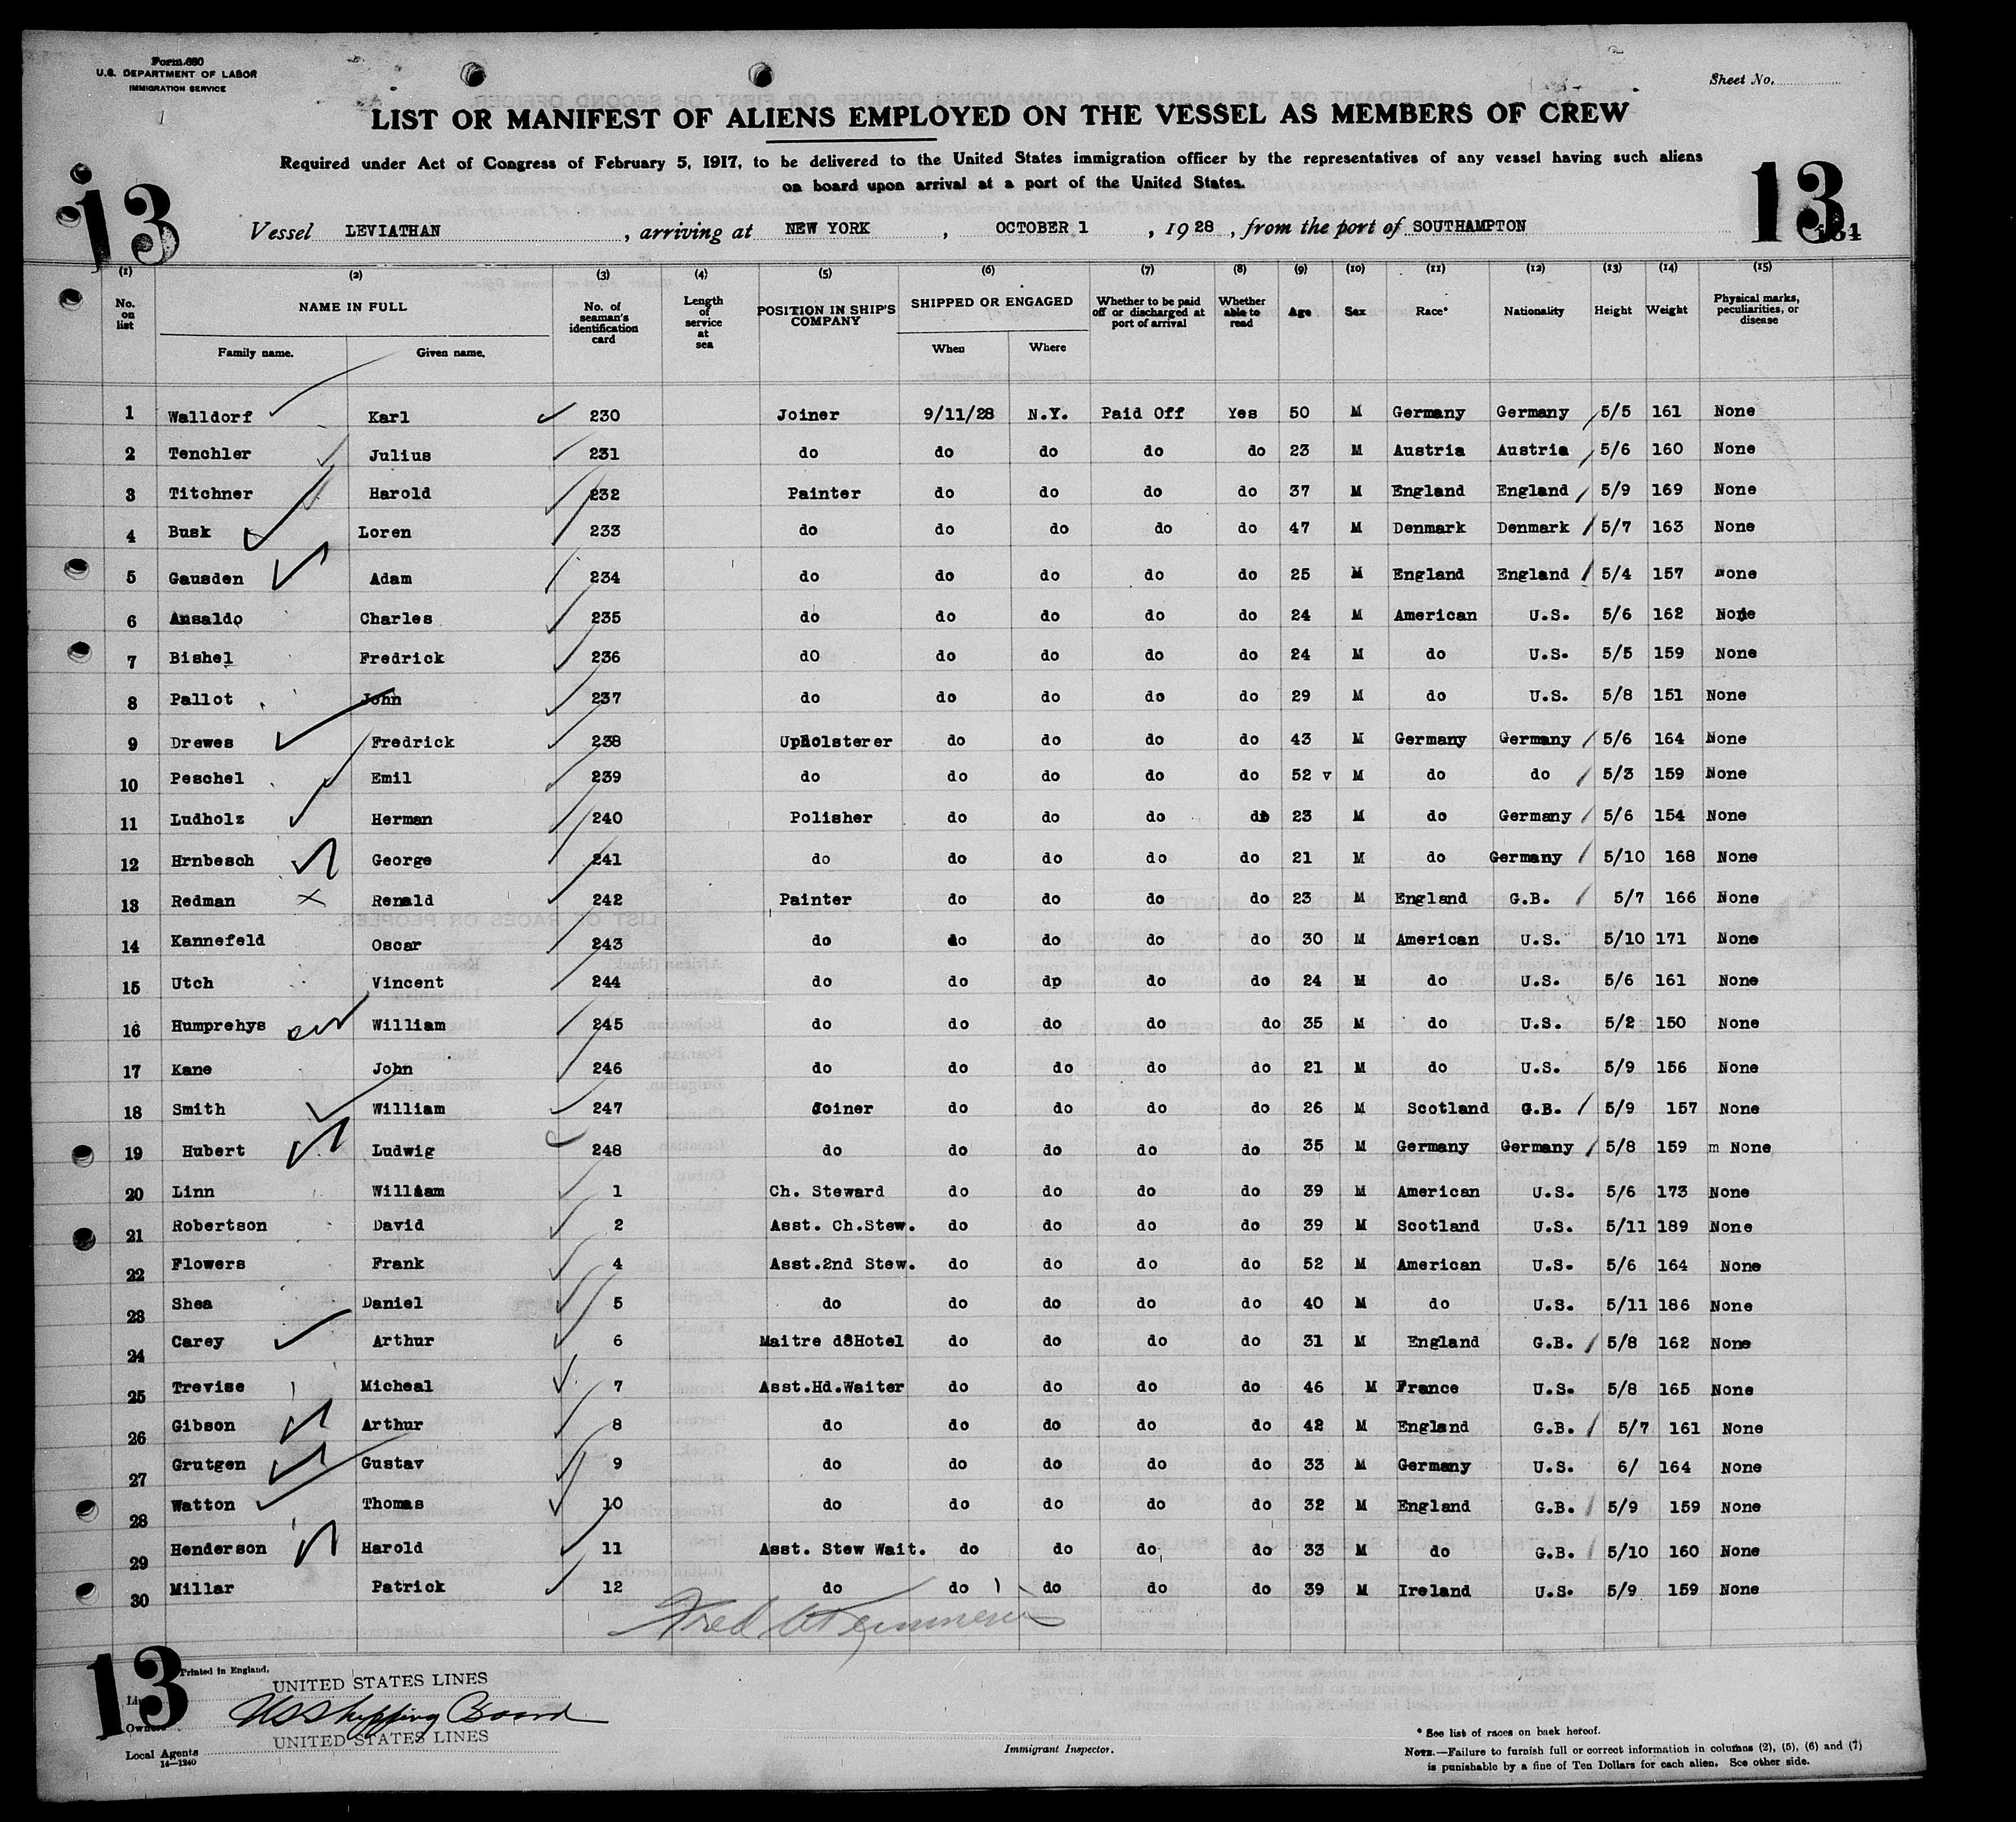 Form 680
U.S. DEPARTMENT OF LABOR
IMMIGRATION SERVICE
Sheet No.
LIST OR MANIFEST OF ALIENS EMPLOYED ON THE VESSEL AS MEMBERS OF CREW
Required under Act of Congress of February 5, 1917, to be delivered to the United States immigration officer by the representatives of any vessel having such aliens
on board upon arrival at a port of the United States.
13
13
Vessel LEVIATHAN, arriving at NEW YORK, OCTOBER 1, 1928, from the port of SOUTHAMPTON
(1) (2) (3) (4) (5) (6) (7) (8) (9) (10) (11) (12) (13) (14) (15)
No. on list NAME IN FULL No. of seaman's identification card Length of service at sea POSITION IN SHIP'S COMPANY SHIPPED OR ENGAGED Whether to be paid off or discharged at port of arrival Whether able to read Age Sex Race* Nationality Height Weight Physical marks, peculiarities, or disease
Family name. Given name. When Where
1 Walldorf Karl 230 Joiner 9/11/28 N.Y. Paid Off Yes 50 M Germany Germany 5/5 161 None
2 Tenchler Julius 231 do do do do do 23 M Austria Austria 5/6 160 None
3 Titchner Harold 232 Painter do do do do 37 M England England 5/9 169 None
4 Busk Loren 233 do do do do do 47 M Denmark Denmark 5/7 163 None
5 Gausden Adam 234 do do do do do 25 M England England 5/4 157 None
6 Ansaldo Charles 235 do do do do do 24 M American U.S. 5/6 162 None
7 Bishel Fredrick 236 dO do do do do 24 M do U.S. 5/5 159 None
8 Pallot John 237 do do do do do 29 M do U.S. 5/8 151 None
9 Drewes Fredrick 238 Upholsterer do do do do 43 M Germany Germany 5/6 164 None
10 Peschel Emil 239 do do do do do 52 v M do do 5/3 159 None
11 Ludholz Herman 240 Polisher do do do do 23 M do Germany 5/6 154 None
12 Hrnbesch George 241 do do do do do 21 M do Germany 5/10 168 None
13 Redman Renald 242 Painter do do do do 23 M England G.B. 5/7 166 None
14 Kannefeld Oscar 243 do do do do do 30 M American U.S. 5/10 171 None
15 Utch Vincent 244 do do dp do do 24 M do U.S. 5/6 161 None
16 Humprehys William 245 do do do do do 35 M do U.S. 5/2 150 None
17 Kane John 246 do do do do do 21 M do U.S. 5/9 156 None
18 Smith William 247 Joiner do do do do 26 M Scotland G.B. 5/9 157 None
19 Hubert Ludwig 248 do do do do do 35 M Germany Germany 5/8 159 m None
20 Linn William 1 Ch. Steward do do do do 39 M American U.S. 5/6 173 None
21 Robertson David 2 Asst. Ch.Stew. do do do do 39 M Scotland U.S. 5/11 189 None
22 Flowers Frank 4 Asst.2nd Stew. do do do do 52 M American U.S. 5/6 164 None
23 Shea Daniel 5 do do do do do 40 M do U.S. 5/11 186 None
24 Carey Arthur 6 Maitre d8Hotel do do do do 31 M England G.B. 5/8 162 None
25 Trevise Micheal 7 Asst.Hd.Waiter do do do do 46 M France U.S. 5/8 165 None
26 Gibson Arthur 8 do do do do do 42 M England G.B. 5/7 161 None
27 Grutgen Gustav 9 do do do do do 33 M Germany U.S. 6/ 164 None
28 Watton Thomas 10 do do do do do 32 M England G.B. 5/9 159 None
29 Henderson Harold 11 Asst. Stew Wait. do do do do 33 M do G.B. 5/10 160 None
30 Millar Patrick 12 do do do do do 39 M Ireland U.S. 5/9 159 None
Fred
13
Printed in England.
UNITED STATES LINES
Owners US Shipping Board
UNITED STATES LINES
Local Agents
14—1240
Immigrant Inspector.
* See list of races on back hereof.
NOTE.—Failure to furnish full or correct information in columns (2), (5), (6) and (7)
is punishable by a fine of Ten Dollars for each alien. See other side.